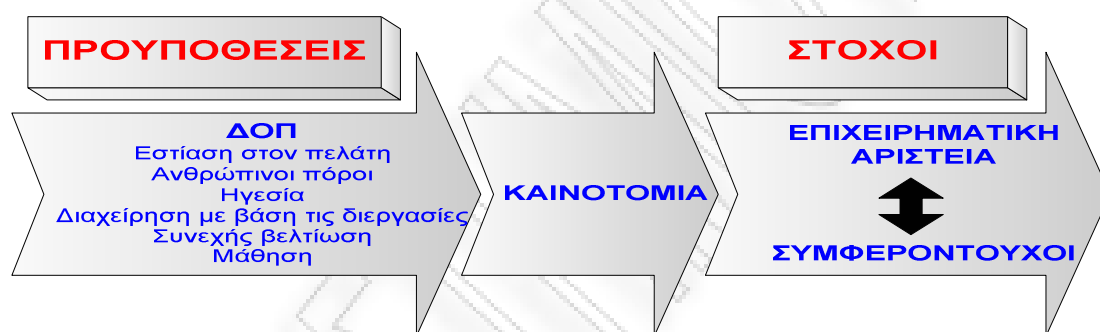 ΠΡΟΥΠΟΘΕΣΕΙΣ
ΔΟΠ
Εστίαση στον πελάτη
Ανθρώπινοι πόροι
Ηγεσία
Διαχείρηση με βάση τις διεργασίες
Συνεχής βελτίωση
Μάθηση
ΚΑΙΝΟΤΟΜΙΑ
ΣΤΟΧΟΙ
ΕΠΙΧΕΙΡΗΜΑΤΙΚΗ
ΑΡΙΣΤΕΙΑ
ΣΥΜΦΕΡΟΝΤΟΥΧΟΙ